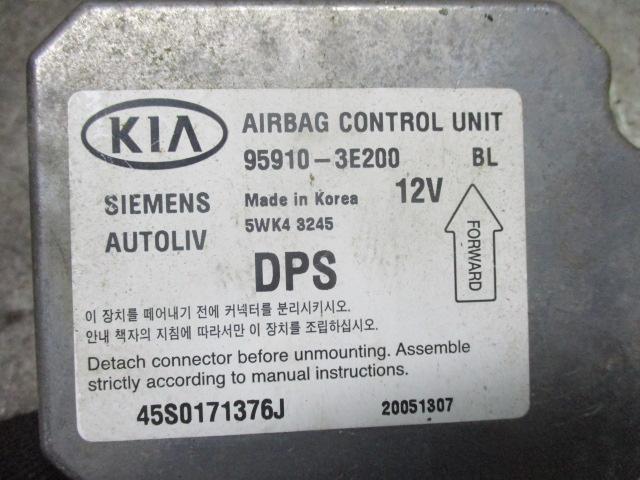 KIA AIRBAG CONTROL UNIT
95910-3E200 BL
SIEMENS Made in Korea 12V
AUTOLIV 5WK4 3245
FORWARD
DPS
이 장치를 떼어내기 전에 커넥터를 분리시키시오.
안내 책자의 지침에 따라서만 이 장치를 조립하십시오.
Detach connector before unmounting. Assemble
strictly according to manual instructions.
45S0171376J 20051307